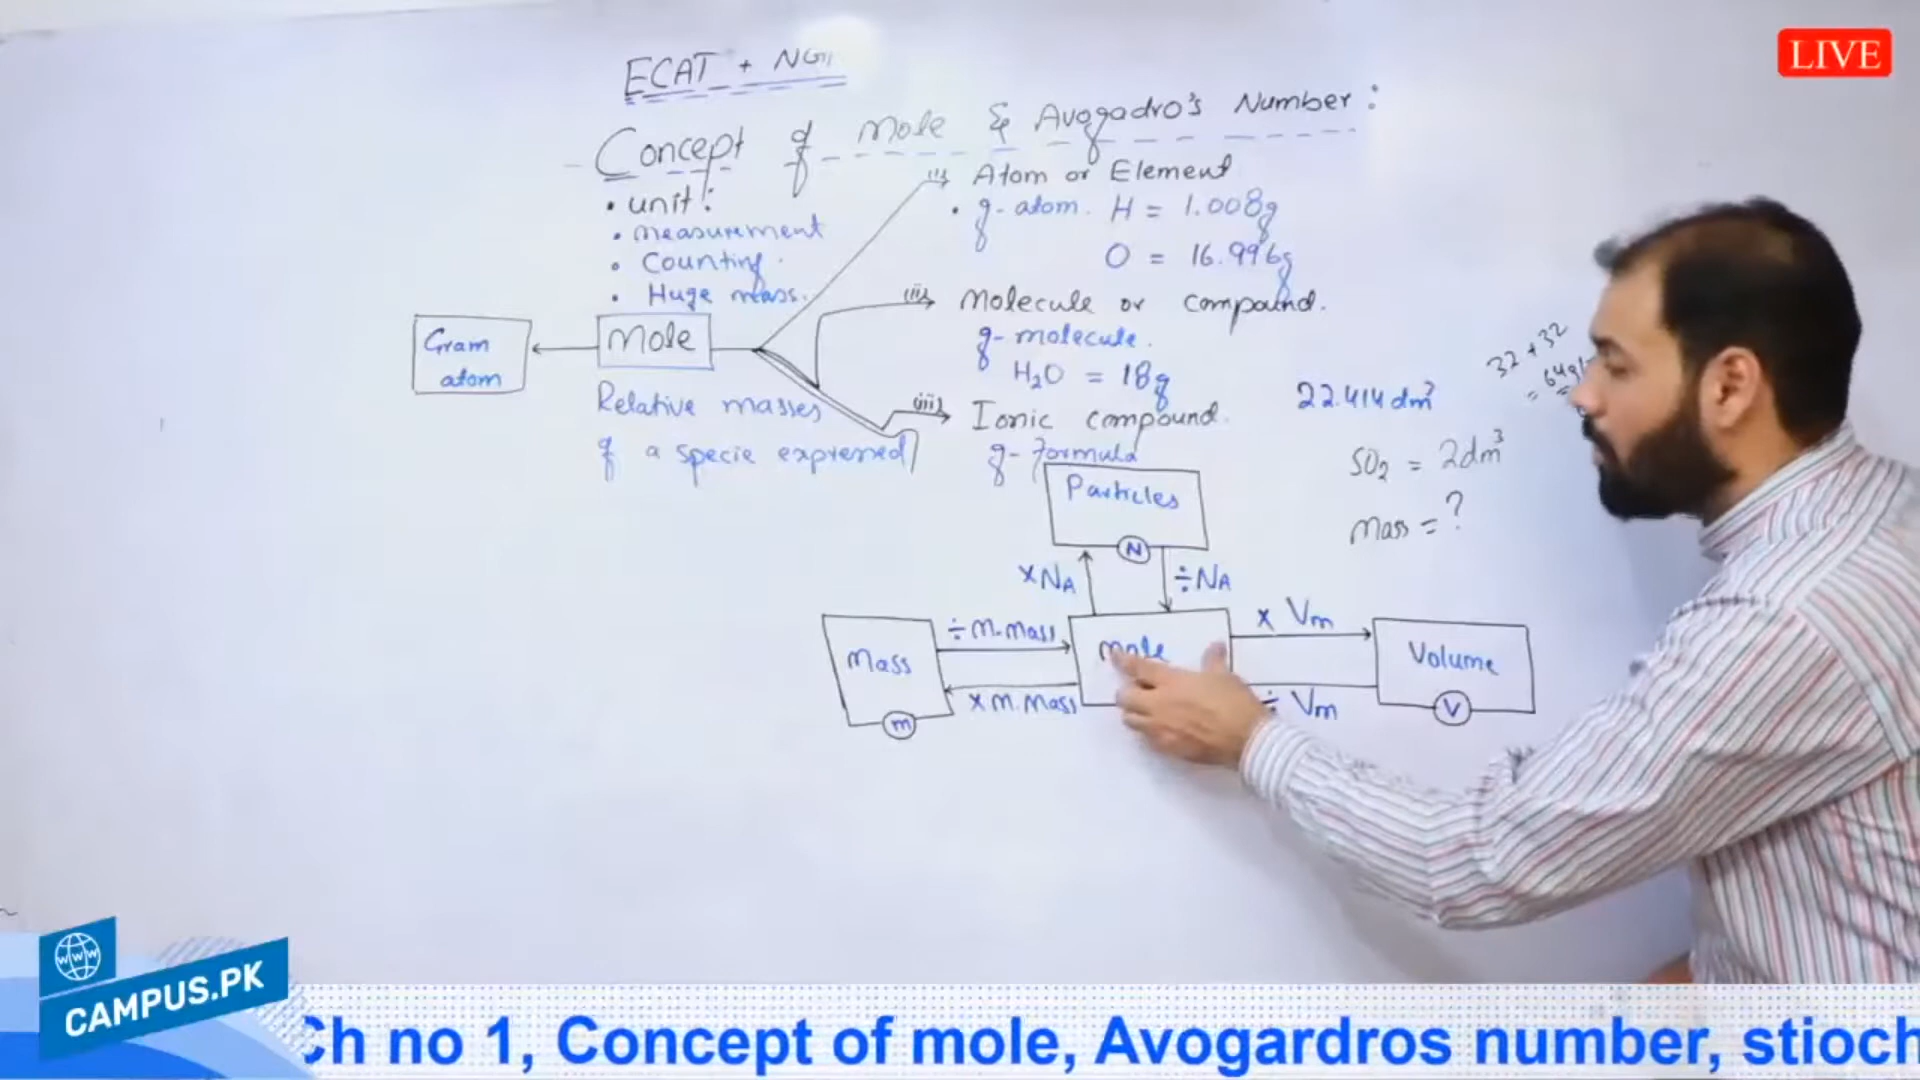 LIVE
ECAT + NG
Concept of Mole & Avogadro's Number:
• unit:
• measurement
• Counting.
• Huge mass.
Gram
atom
Mole
Relative masses
of a specie expressed
(i) Atom or Element
• g-atom. H = 1.008g
O = 16.996g
(ii) Molecule or compound.
g-molecule.
H₂O = 18g
(iii) Ionic compound.
g-Formula
32 + 32
22.414 dm³
SO₂ = 2dm³
Mass = ?
Particles
N
×NA
÷NA
Mass
m
÷ M.Mass
× M.Mass
Mole
× Vm
÷ Vm
Volume
V
www
CAMPUS.PK
Ch no 1, Concept of mole, Avogardros number, stioch